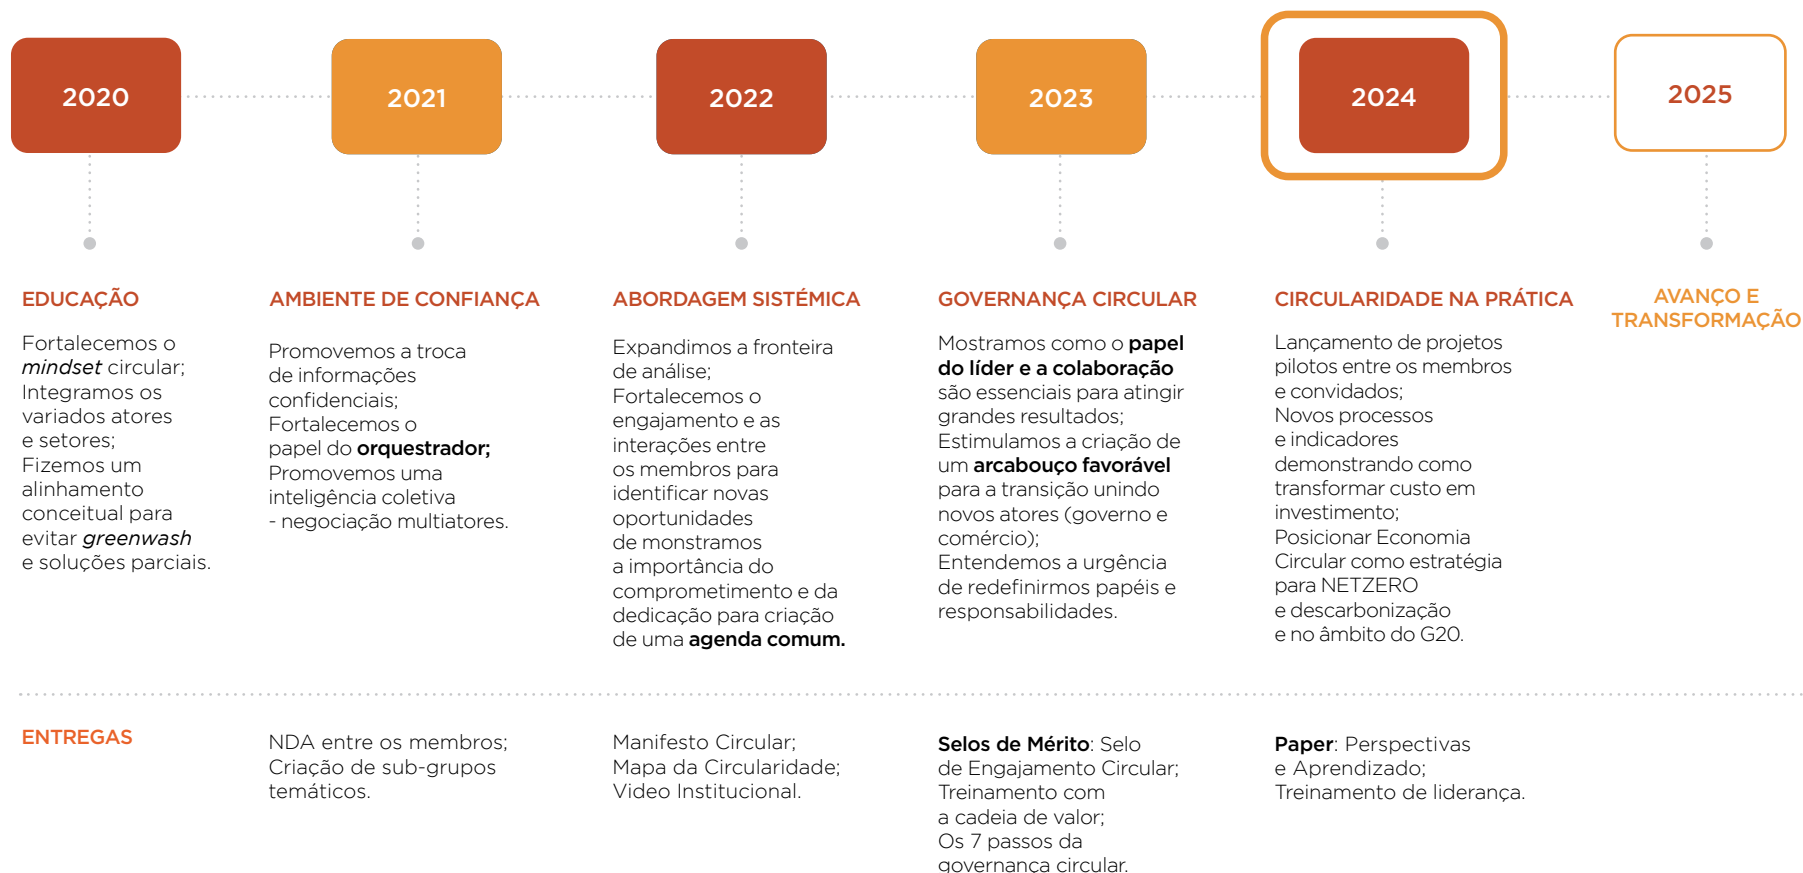 2020
2021
2022
2023
2024
2025
EDUCAÇÃO
Fortalecemos o
mindset circular;
Integramos os
variados atores
e setores;
Fizemos um
alinhamento
conceitual para
evitar greenwash
e soluções parciais.
AMBIENTE DE CONFIANÇA
Promovemos a troca
de informações
confidenciais;
Fortalecemos o
papel do orquestrador;
Promovemos uma
inteligência coletiva
- negociação multiatores.
ABORDAGEM SISTÉMICA
Expandimos a fronteira
de análise;
Fortalecemos o
engajamento e as
interações entre
os membros para
identificar novas
oportunidades
de monstramos
a importância do
comprometimento e da
dedicação para criação
de uma agenda comum.
GOVERNANÇA CIRCULAR
Mostramos como o papel
do líder e a colaboração
são essenciais para atingir
grandes resultados;
Estimulamos a criação de
um arcabouço favorável
para a transição unindo
novos atores (governo e
comércio);
Entendemos a urgência
de redefinirmos papéis e
responsabilidades.
CIRCULARIDADE NA PRÁTICA
Lançamento de projetos
pilotos entre os membros
e convidados;
Novos processos
e indicadores
demonstrando como
transformar custo em
investimento;
Posicionar Economia
Circular como estratégia
para NETZERO
e descarbonização
e no âmbito do G20.
AVANÇO E
TRANSFORMAÇÃO
ENTREGAS
NDA entre os membros;
Criação de sub-grupos
temáticos.
Manifesto Circular;
Mapa da Circularidade;
Video Institucional.
Selos de Mérito: Selo
de Engajamento Circular;
Treinamento com
a cadeia de valor;
Os 7 passos da
governança circular.
Paper: Perspectivas
e Aprendizado;
Treinamento de liderança.